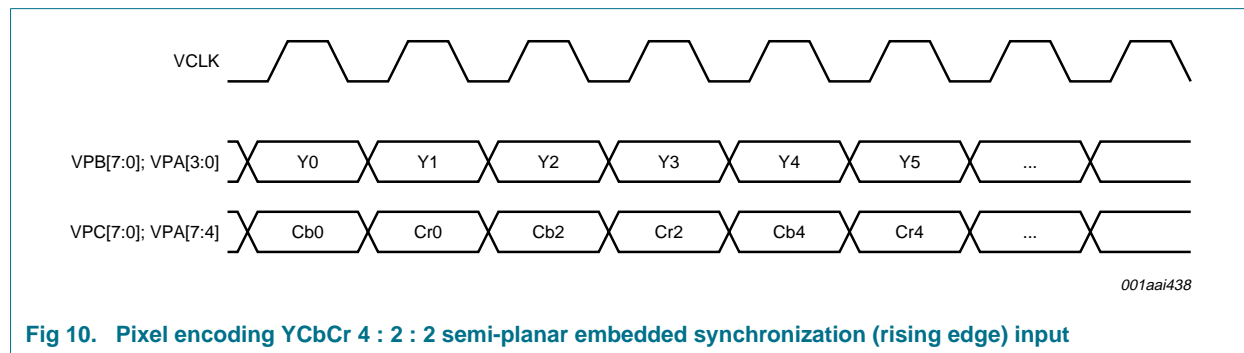 VCLK
VPB[7:0]; VPA[3:0] Y0 Y1 Y2 Y3 Y4 Y5 ...
VPC[7:0]; VPA[7:4] Cb0 Cr0 Cb2 Cr2 Cb4 Cr4 ...
001aai438
Fig 10. Pixel encoding YCbCr 4 : 2 : 2 semi-planar embedded synchronization (rising edge) input